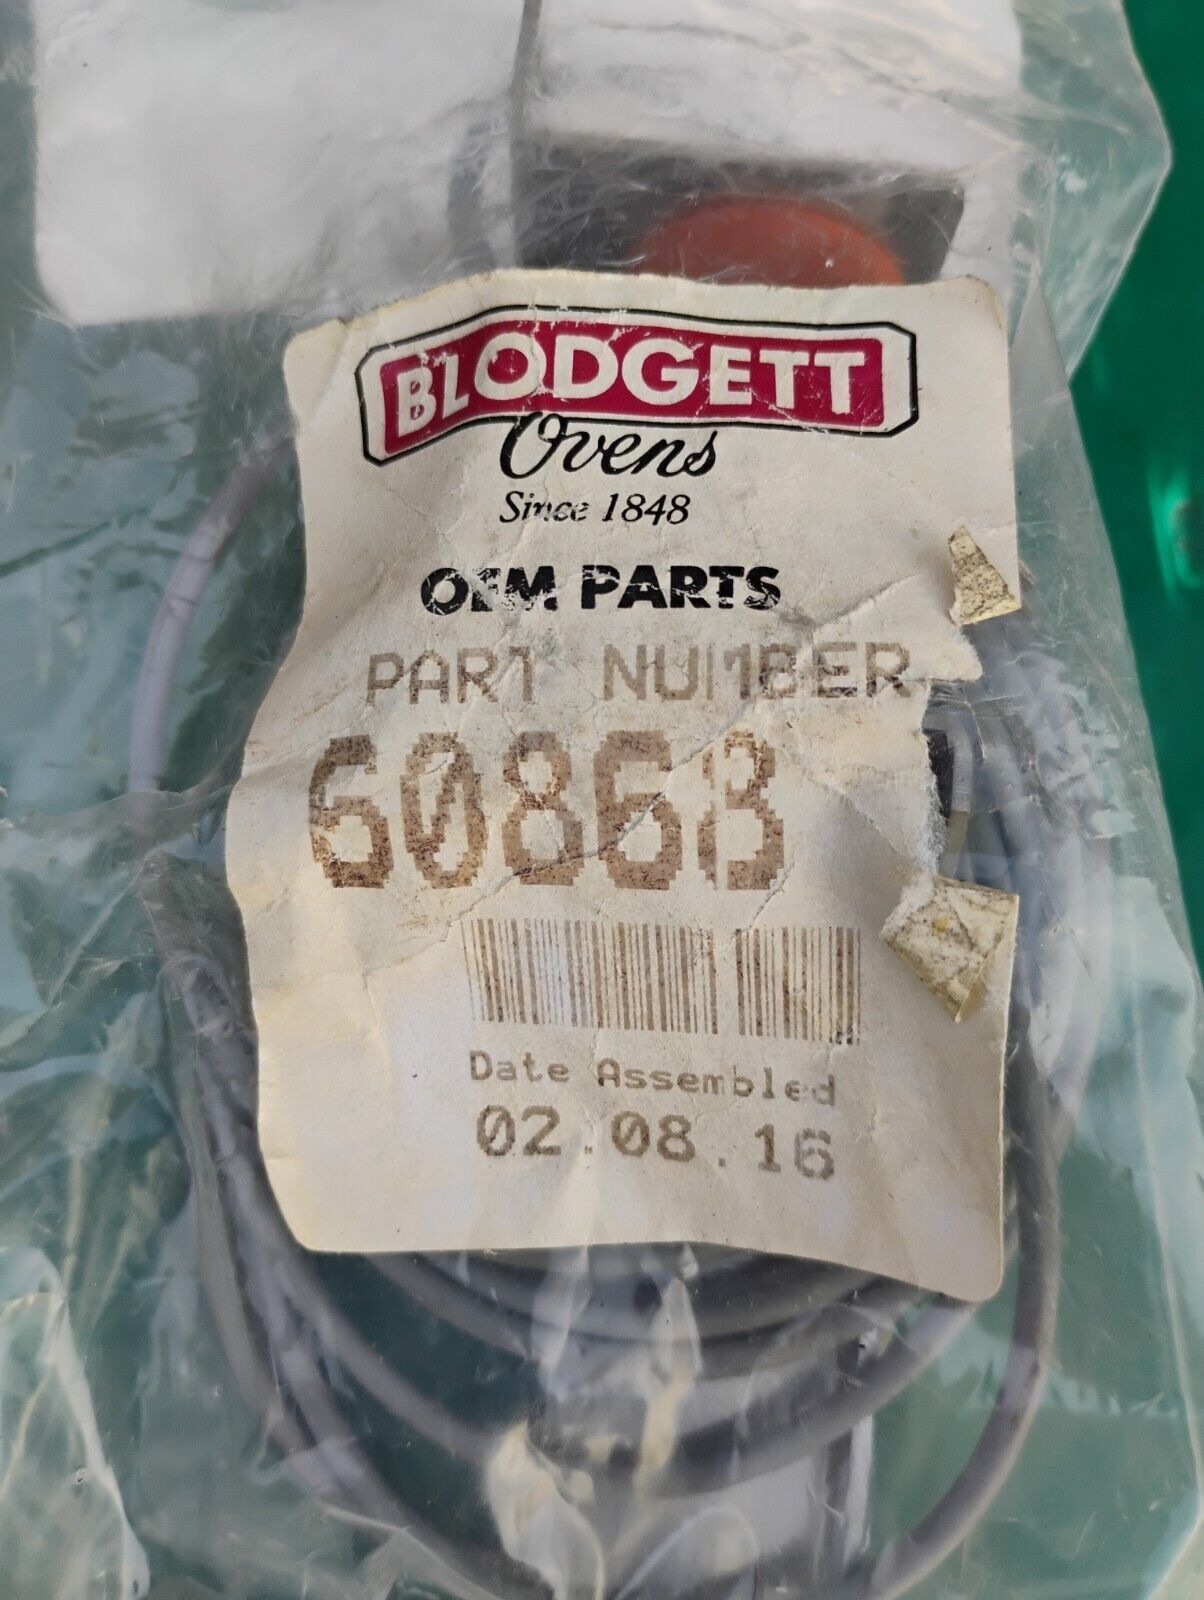 BLODGETT
Ovens
Since 1848
OEM PARTS
PART NUMBER
60868
Date Assembled
02.08.16